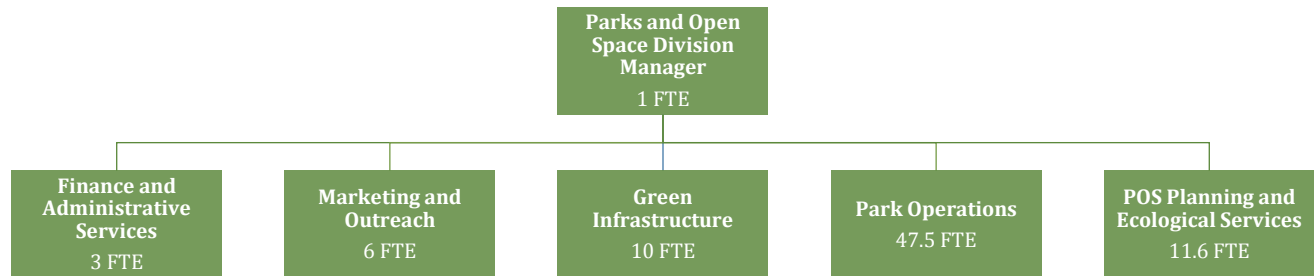 Parks and Open
Space Division
Manager
1 FTE
Finance and
Administrative
Services
3 FTE
Marketing and
Outreach
6 FTE
Green
Infrastructure
10 FTE
Park Operations
47.5 FTE
POS Planning and
Ecological Services
11.6 FTE